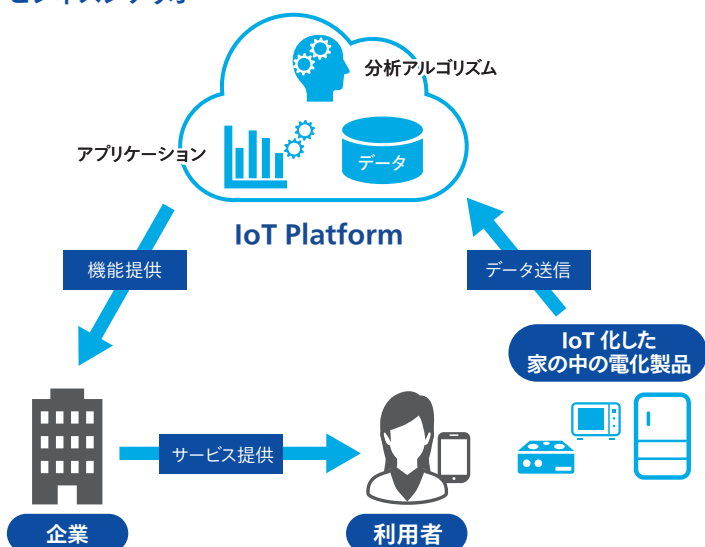 分析アルゴリズム
アプリケーション
データ
IoT Platform
機能提供
データ送信
IoT 化した
家の中の電化製品
サービス提供
企業
利用者